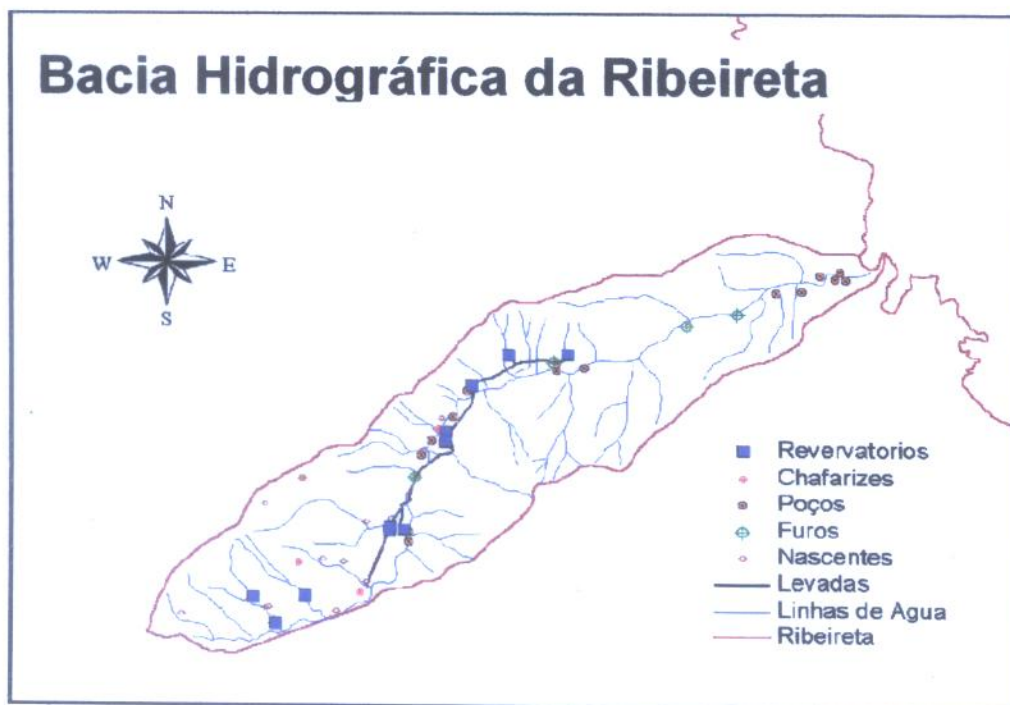 Bacia Hidrográfica da Ribeireta
N
W E
S
Revervatorios
Chafarizes
Poços
Furos
Nascentes
Levadas
Linhas de Agua
Ribeireta